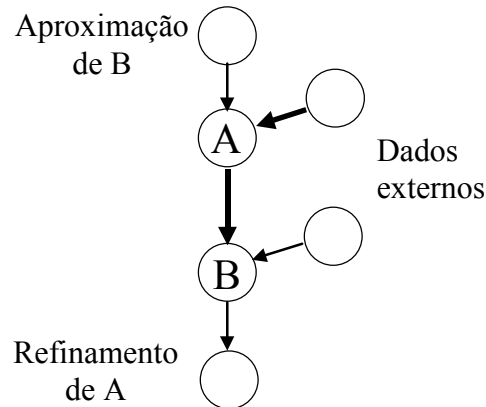 Aproximação
de B
A
Dados
externos
B
Refinamento
de A